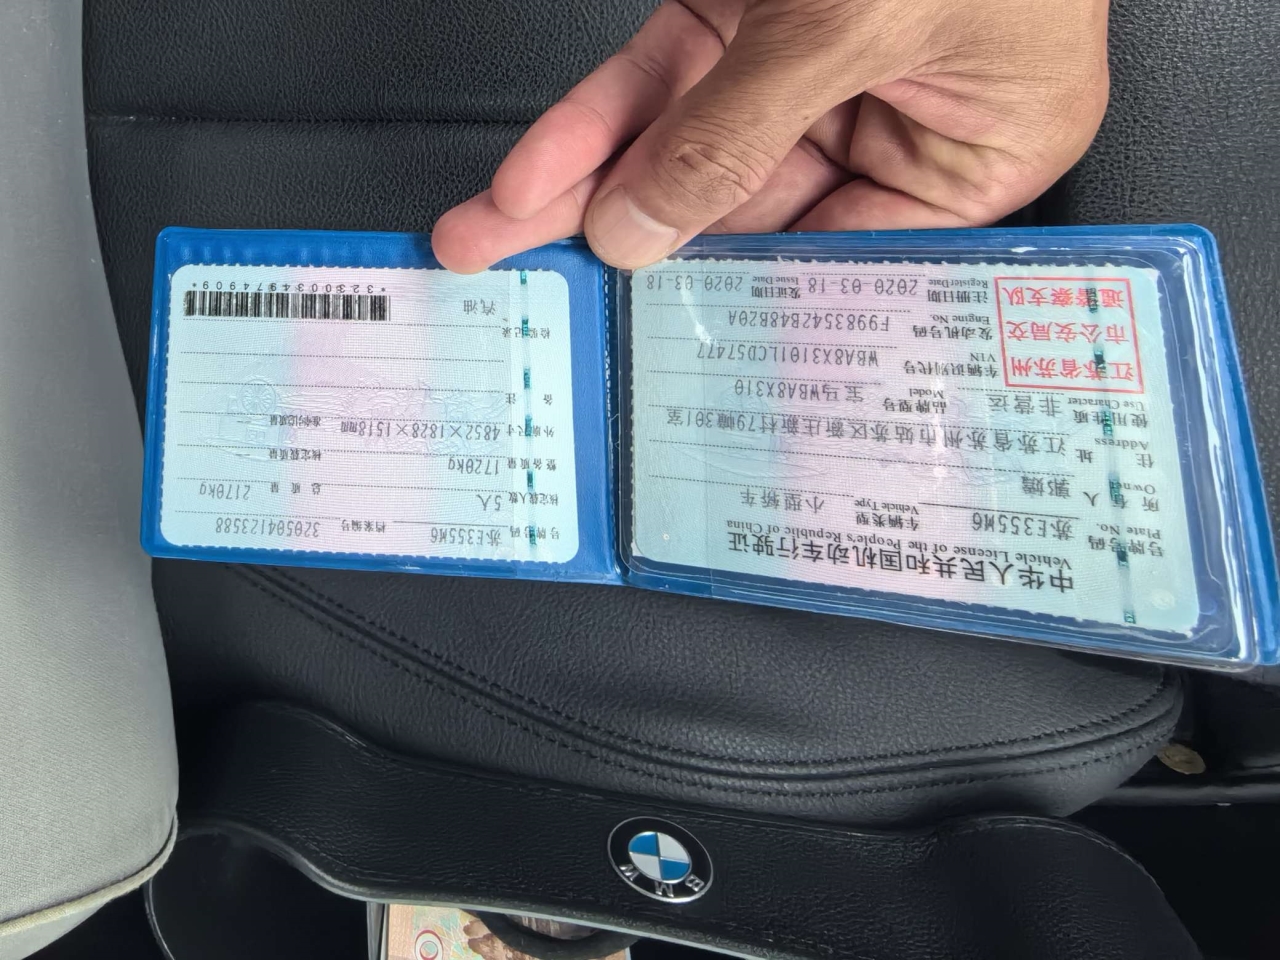 中华人民共和国机动车行驶证
Vehicle License of the People's Republic of China
号牌号码 苏E355M6 车辆类型 小型轿车
Plate No. Vehicle Type
所有人
Owner
住址 江苏省苏州市姑苏区新庄新村79幢301室
Address
使用性质 非营运 品牌型号 宝马WBA8X310
Use Character Model
江苏省苏州
市公安局交
通警察支队
车辆识别代号 WBA8X3101LCD57477
VIN
发动机号码 F9983542B48B20A
Engine No.
注册日期 2020-03-18 发证日期 2020-03-18
Register Date Issue Date
号牌号码 苏E355M6 档案编号 320504123588
核定载人数 5人 总质量 2170kg
整备质量 1720kg 核定载质量
外廓尺寸 4852×1828×1518mm 准牵引总质量
备注
检验记录
汽油
*3230034974909*
BMW